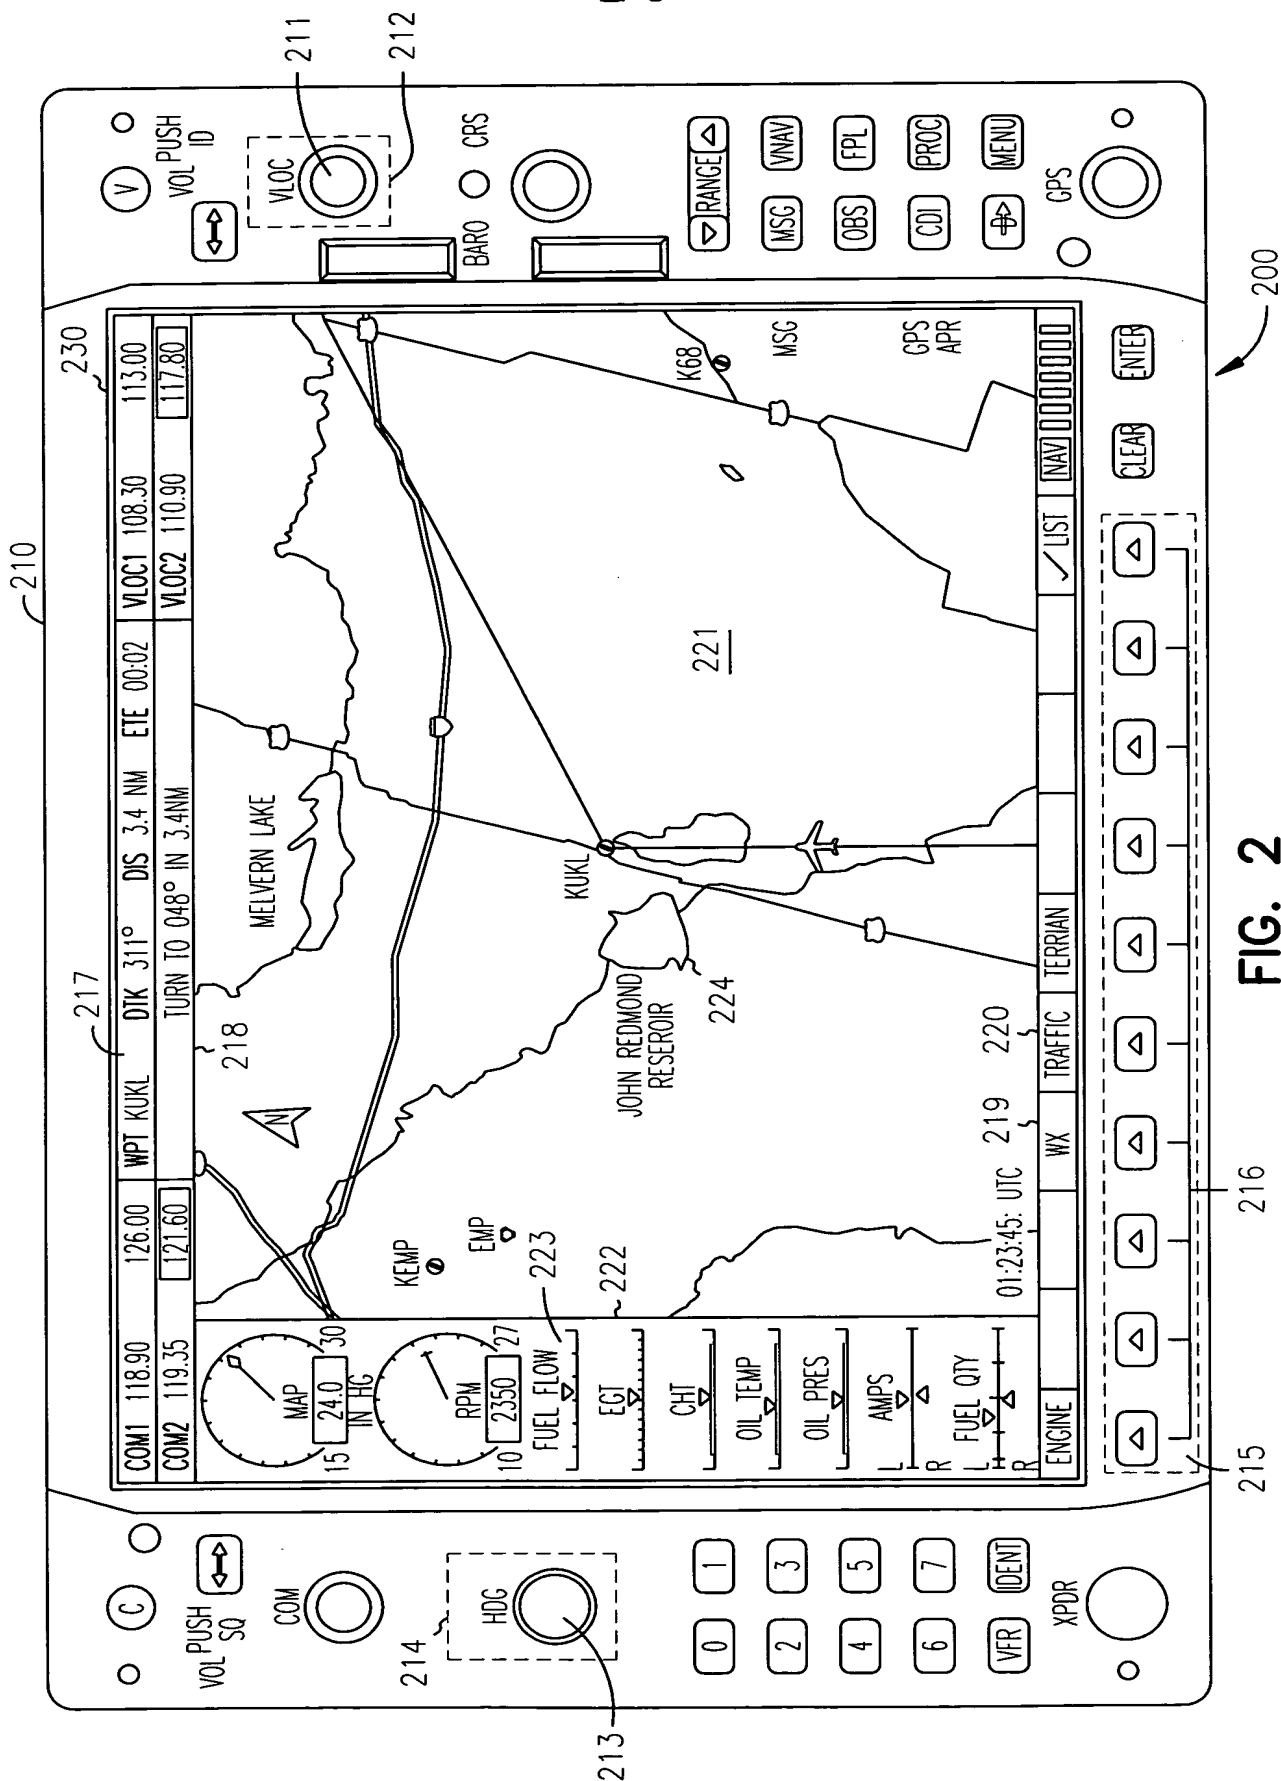 210
230
211
212
C
VOL PUSH
SQ
COM
214
HDG
213
0 1
2 3
4 5
6 7
VFR IDENT
XPDR
COM1 118.90 126.00 WPT KUKL DTK 311° DIS 3.4 NM ETE 00:02 VLOC1 108.30 113.00
COM2 119.35 121.60 TURN TO 048° IN 3.4NM VLOC2 110.90 117.80
217
218
MAP
15 24.0 30
IN HG
RPM
10 2350 27
FUEL FLOW
223
EGT
222
CHT
OIL TEMP
OIL PRES
AMPS
L
R
FUEL QTY
L
R
N
MELVERN LAKE
KEMP
EMP
KUKL
JOHN REDMOND
RESEROIR
224
221
K68
MSG
GPS
APR
01:23:45: UTC
219
220
ENGINE WX TRAFFIC TERRIAN ✓ LIST NAV
215
216
CLEAR ENTER
V
VOL PUSH
ID
VLOC
BARO CRS
RANGE
MSG VNAV
OBS FPL
CDI PROC
D MENU
GPS
200
FIG. 2